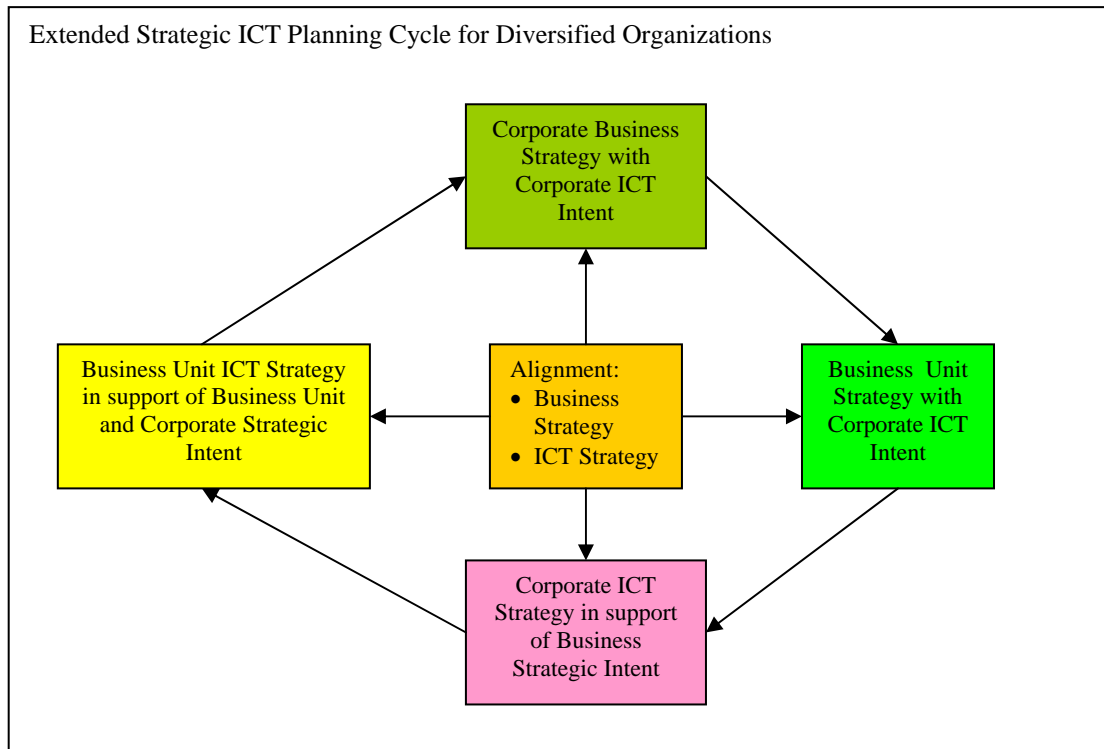 Extended Strategic ICT Planning Cycle for Diversified Organizations
Corporate Business
Strategy with
Corporate ICT
Intent
Business Unit ICT Strategy
in support of Business Unit
and Corporate Strategic
Intent
Alignment:
• Business
Strategy
• ICT Strategy
Business  Unit
Strategy with
Corporate ICT
Intent
Corporate ICT
Strategy in support
of Business
Strategic Intent